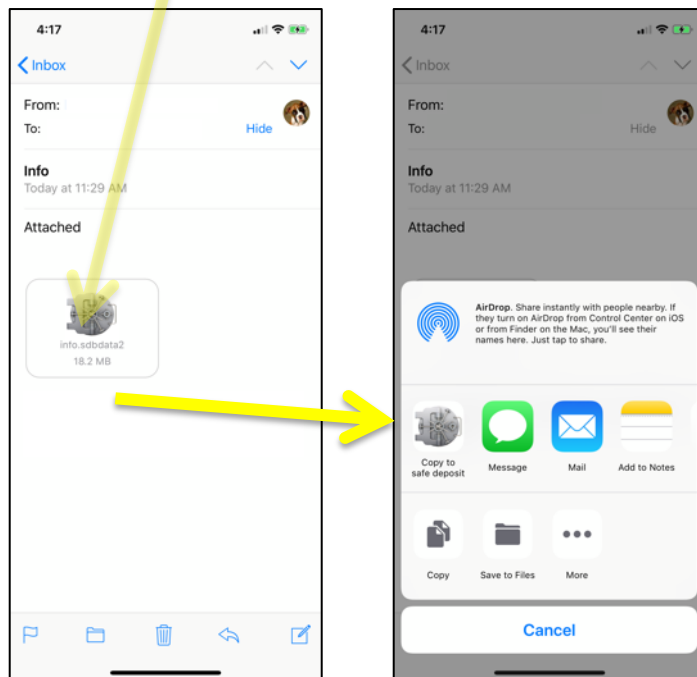 4:17
Inbox
From:
To:
Hide
Info
Today at 11:29 AM
Attached
info.sdbdata2
18.2 MB
4:17
Inbox
From:
To:
Hide
Info
Today at 11:29 AM
Attached
AirDrop. Share instantly with people nearby. If
they turn on AirDrop from Control Center on iOS
or from Finder on the Mac, you'll see their
names here. Just tap to share.
Copy to
safe deposit
Message
Mail
Add to Notes
Copy
Save to Files
More
Cancel